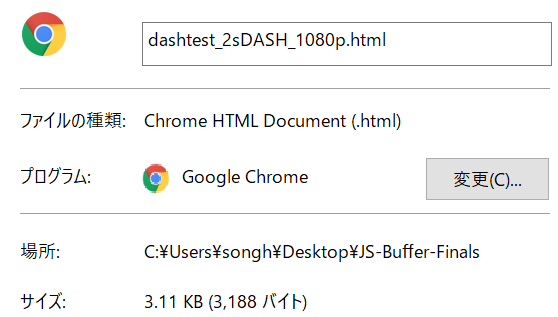 dashtest_2sDASH_1080p.html
ファイルの種類: Chrome HTML Document (.html)
プログラム: Google Chrome 変更(C)...
場所: C:¥Users¥songh¥Desktop¥JS-Buffer-Finals
サイズ: 3.11 KB (3,188 バイト)